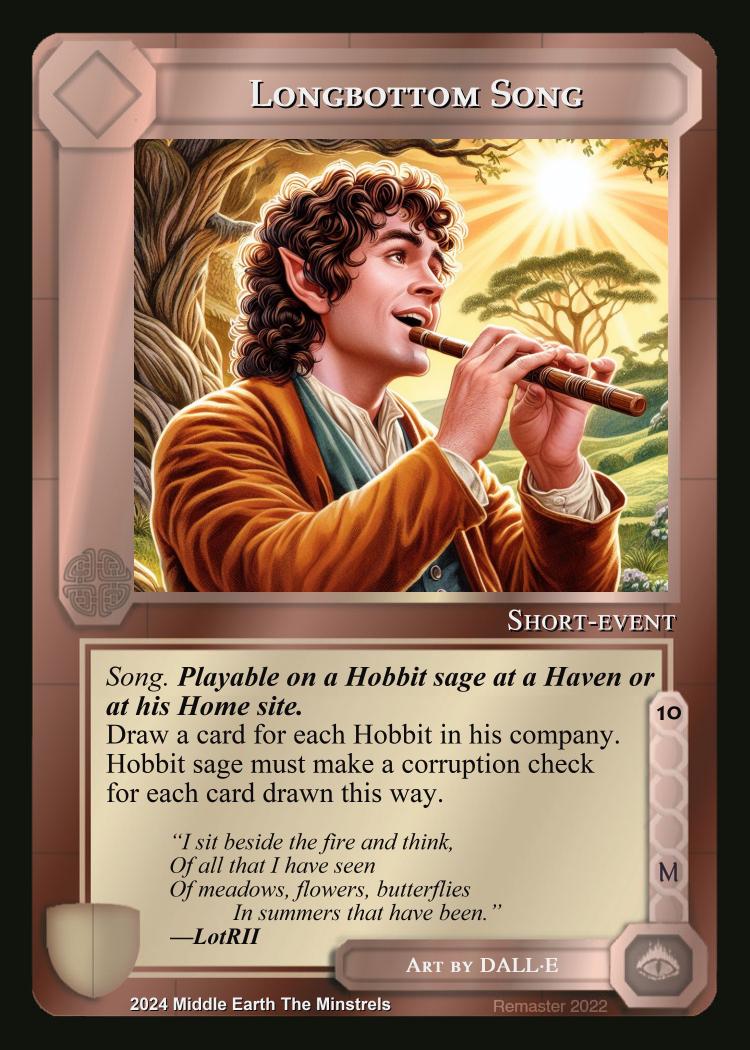 Longbottom Song
Short-event
Song. Playable on a Hobbit sage at a Haven or
at his Home site.
Draw a card for each Hobbit in his company.
Hobbit sage must make a corruption check
for each card drawn this way.
10
M
“I sit beside the fire and think,
Of all that I have seen
Of meadows, flowers, butterflies
In summers that have been.”
—LotRII
Art by DALL·E
2024 Middle Earth The Minstrels
Remaster 2022